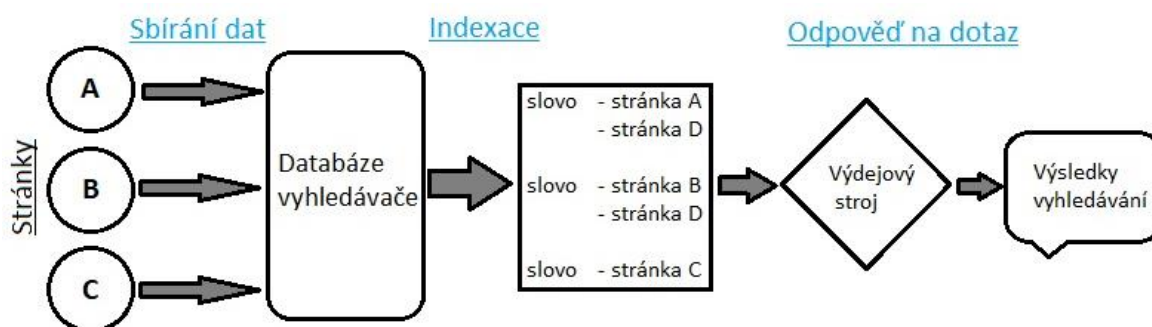 Sbírání dat
Indexace
Odpověď na dotaz
Stránky
A
B
C
Databáze
vyhledávače
slovo - stránka A
- stránka D
slovo - stránka B
- stránka D
slovo - stránka C
Výdejový
stroj
Výsledky
vyhledávání